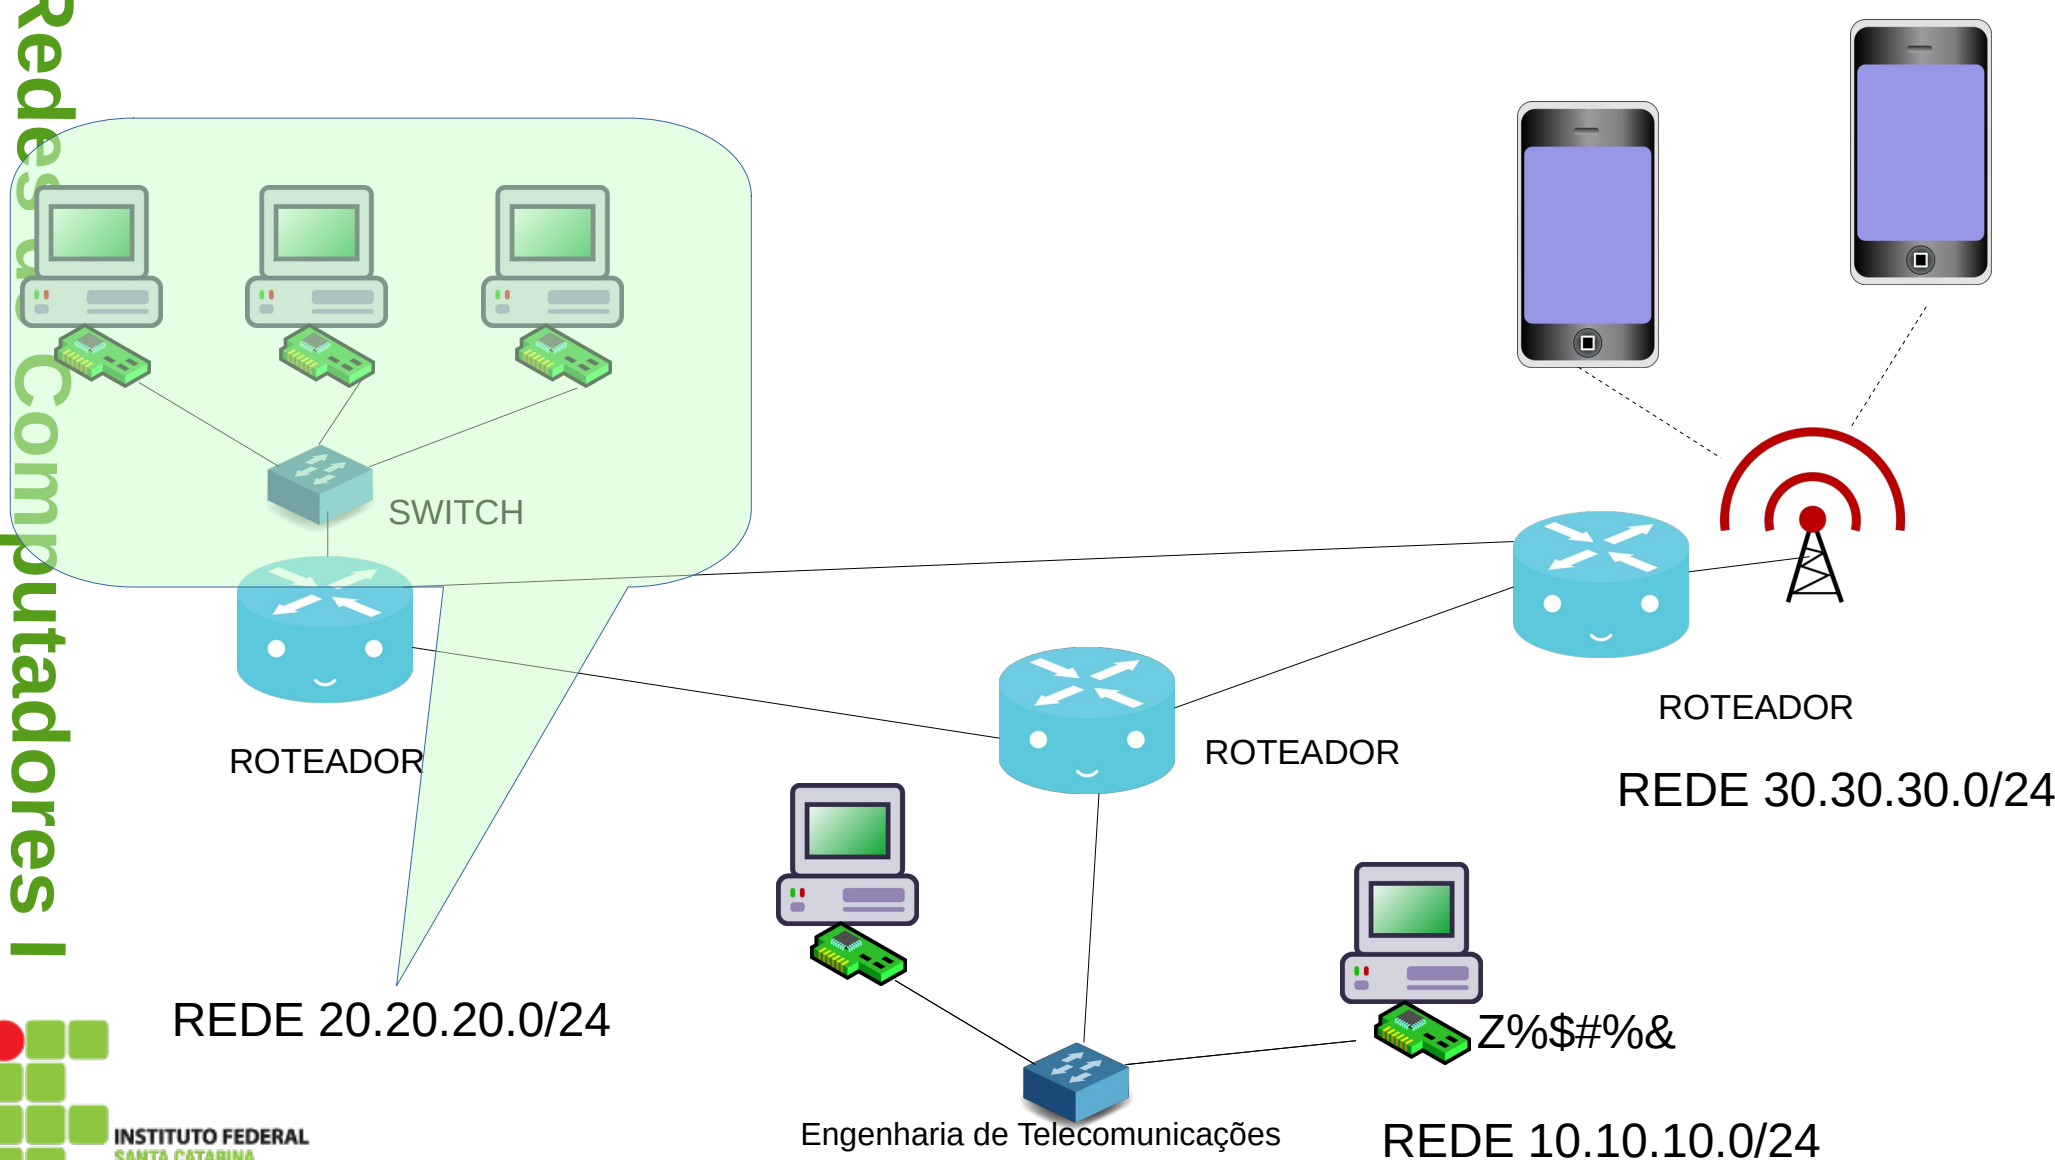 Redes de Computadores I
SWITCH
ROTEADOR
ROTEADOR
ROTEADOR
REDE 30.30.30.0/24
REDE 20.20.20.0/24
Z%$#%&
Engenharia de Telecomunicações
REDE 10.10.10.0/24
INSTITUTO FEDERAL
SANTA CATARINA